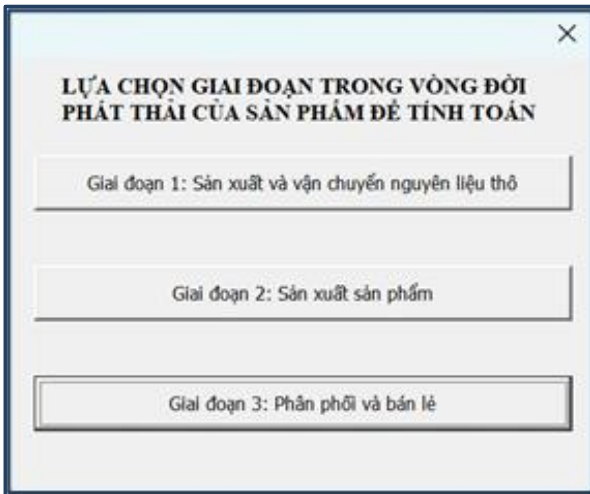 LỰA CHỌN GIAI ĐOẠN TRONG VÒNG ĐỜI
PHÁT THẢI CỦA SẢN PHẨM ĐỂ TÍNH TOÁN
Giai đoạn 1: Sản xuất và vận chuyển nguyên liệu thô
Giai đoạn 2: Sản xuất sản phẩm
Giai đoạn 3: Phân phối và bán lẻ